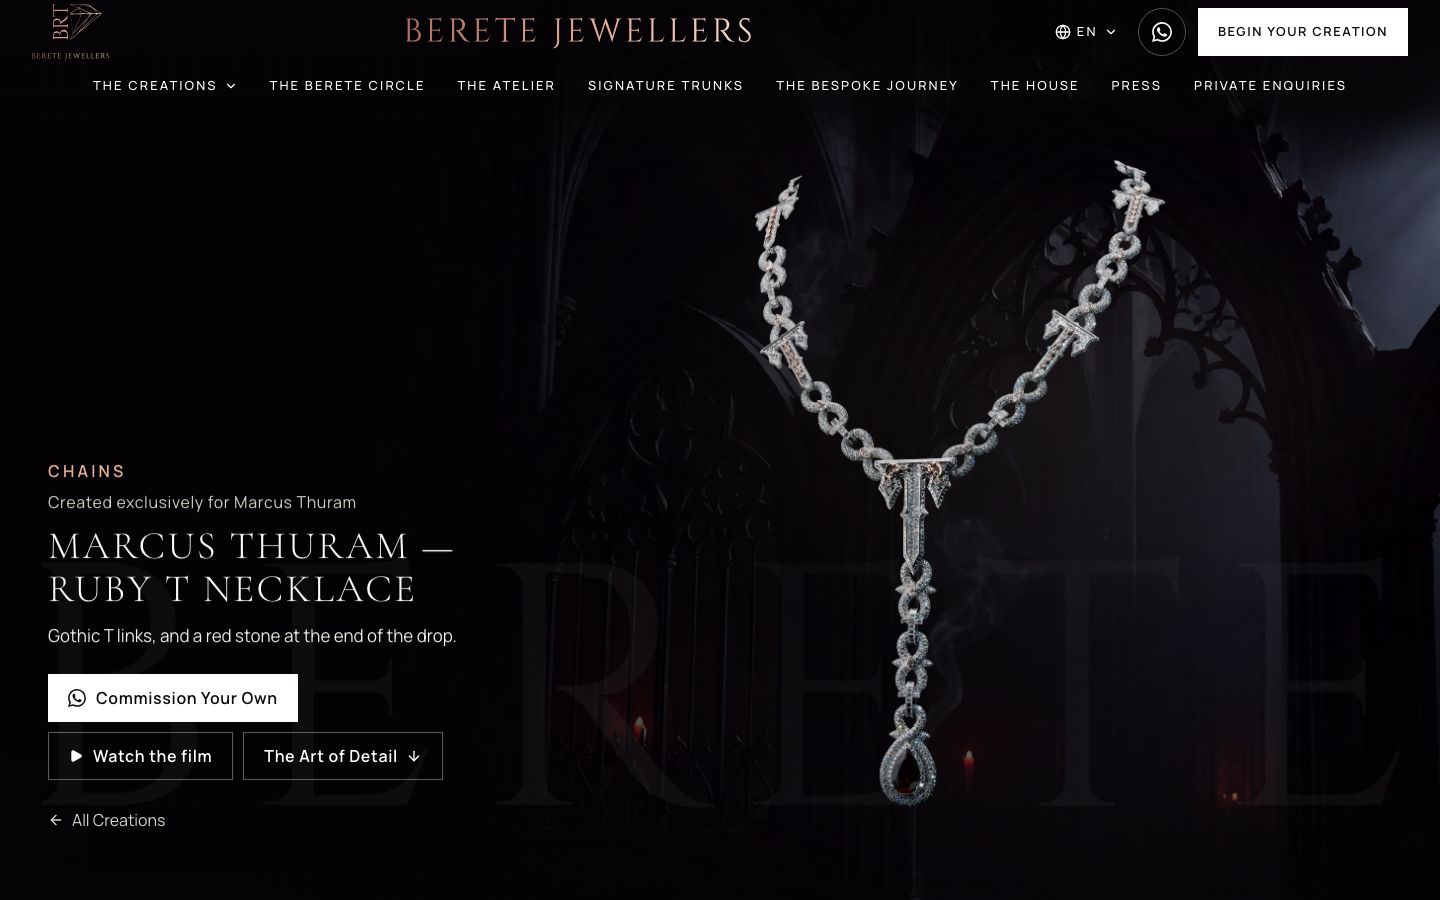 BRT
BERETE JEWELLERS
BERETE JEWELLERS
EN
BEGIN YOUR CREATION
THE CREATIONS
THE BERETE CIRCLE
THE ATELIER
SIGNATURE TRUNKS
THE BESPOKE JOURNEY
THE HOUSE
PRESS
PRIVATE ENQUIRIES
CHAINS
Created exclusively for Marcus Thuram
MARCUS THURAM —
RUBY T NECKLACE
Gothic T links, and a red stone at the end of the drop.
BERETE
Commission Your Own
Watch the film
The Art of Detail ↓
← All Creations